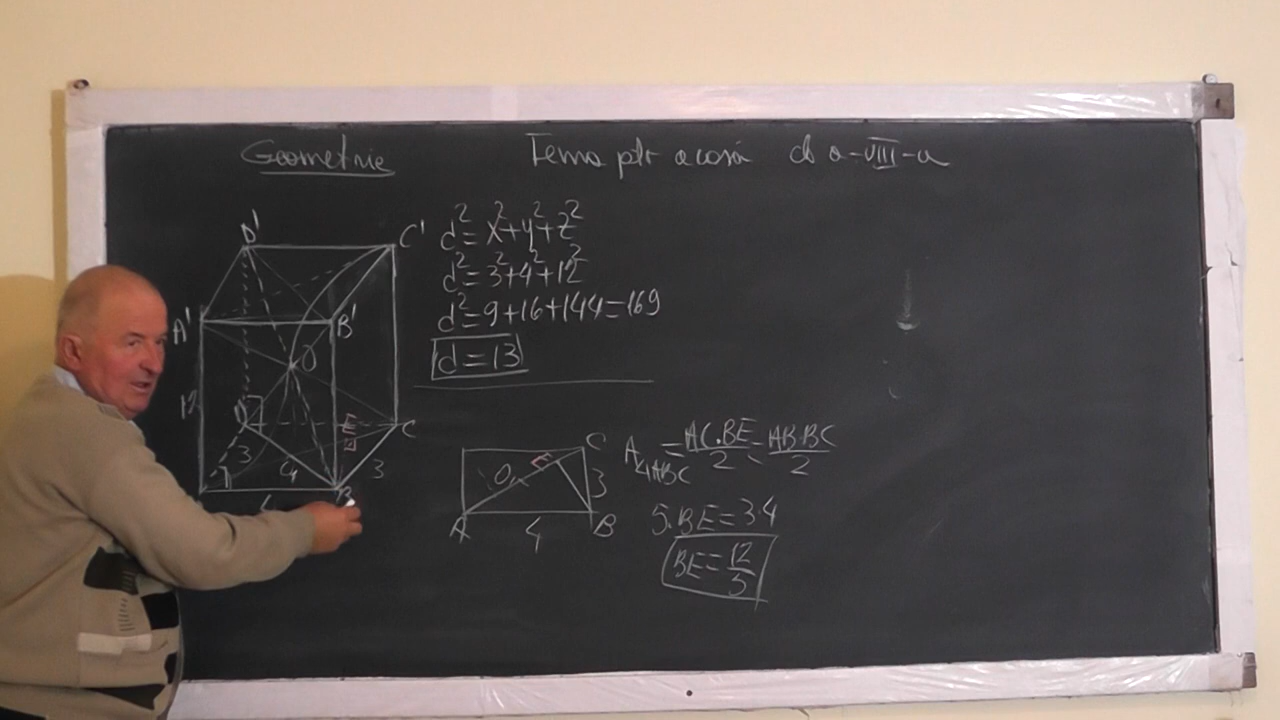 Geometrie
Tema ptr acasă cls a-VIII-a
D'
C'
A'
B'
O
12
D
C
3
4
3
B
d²=x²+y²+z²
d²=3²+4²+12²
d²=9+16+144=169
d=13
C
O
E
3
A
B
4
A△ABC = AC·BE/2 = AB·BC/2
5·BE=3·4
BE=12/5